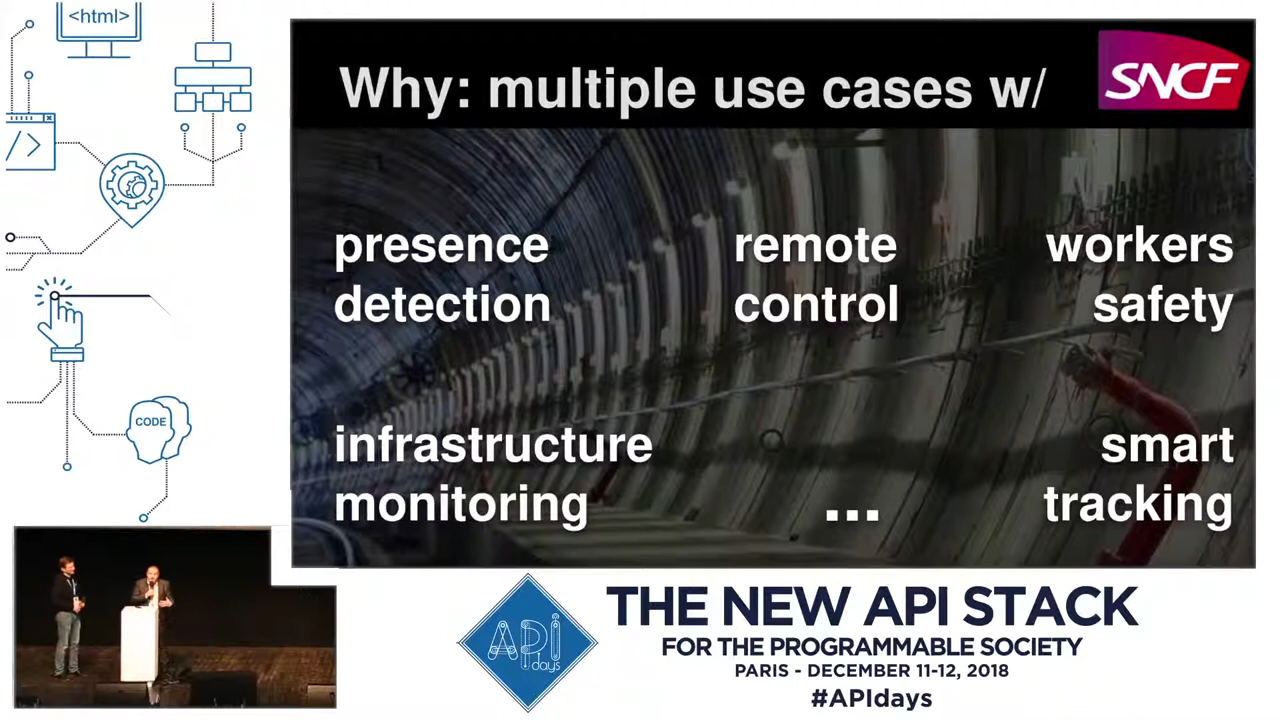 <html>
</>
CODE
Why: multiple use cases w/
SNCF
presence
detection
remote
control
workers
safety
infrastructure
monitoring
...
smart
tracking
API
days
THE NEW API STACK
FOR THE PROGRAMMABLE SOCIETY
PARIS - DECEMBER 11-12, 2018
#APIdays